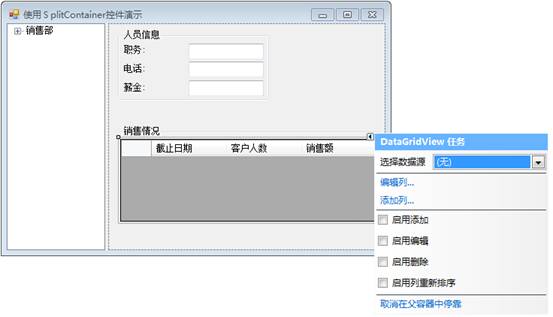 使用 S plitContainer控件演示
销售部
人员信息
职务：
电话：
薪金：
销售情况
截止日期 客户人数 销售额
DataGridView 任务
选择数据源 (无)
编辑列...
添加列...
启用添加
启用编辑
启用删除
启用列重新排序
取消在父容器中停靠